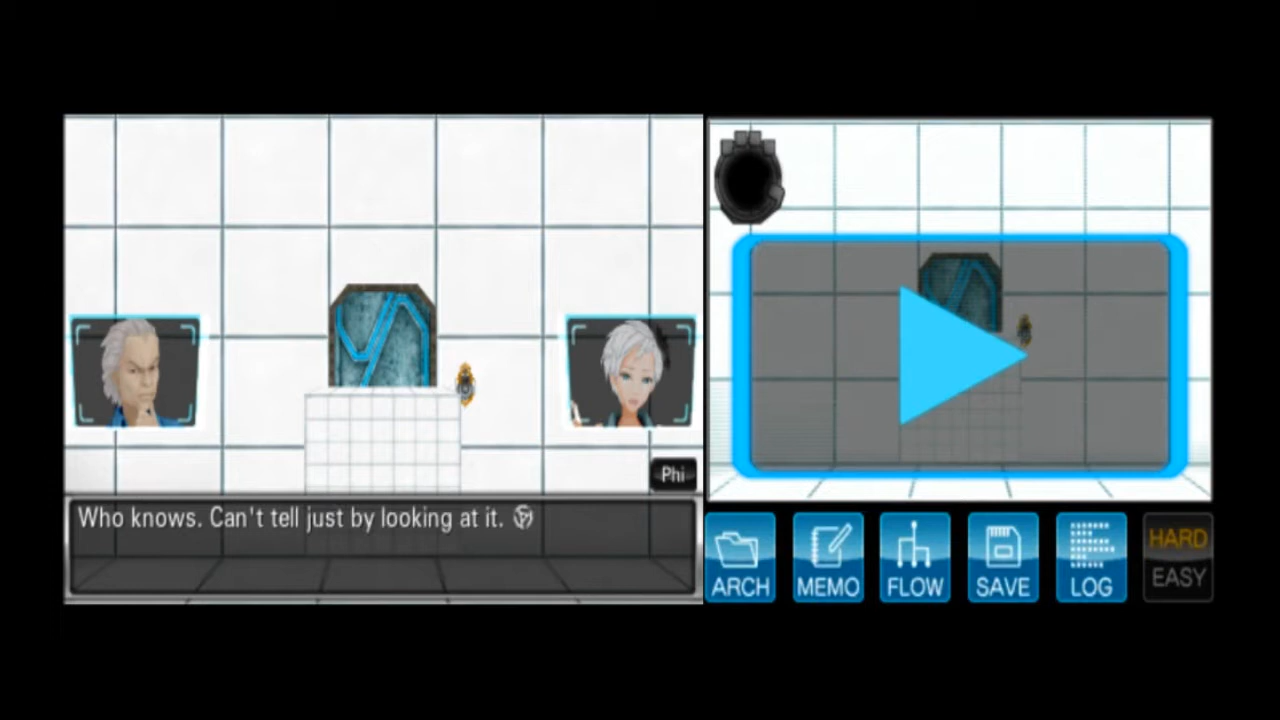 Phi
Who knows. Can't tell just by looking at it.
ARCH
MEMO
FLOW
SAVE
LOG
HARD
EASY